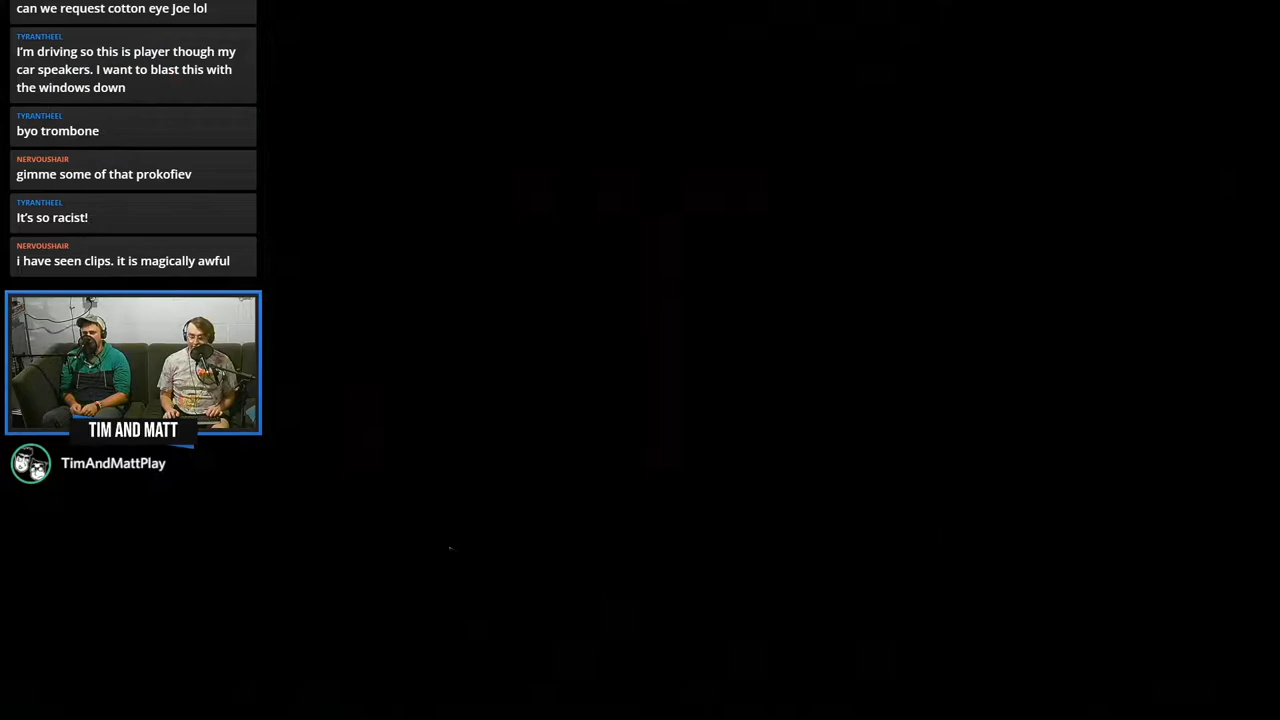 can we request cotton eye Joe lol
TYRANTHEEL
I'm driving so this is player though my
car speakers. I want to blast this with
the windows down
TYRANTHEEL
byo trombone
NERVOUSHAIR
gimme some of that prokofiev
TYRANTHEEL
It's so racist!
NERVOUSHAIR
i have seen clips. it is magically awful
TIM AND MATT
TimAndMattPlay